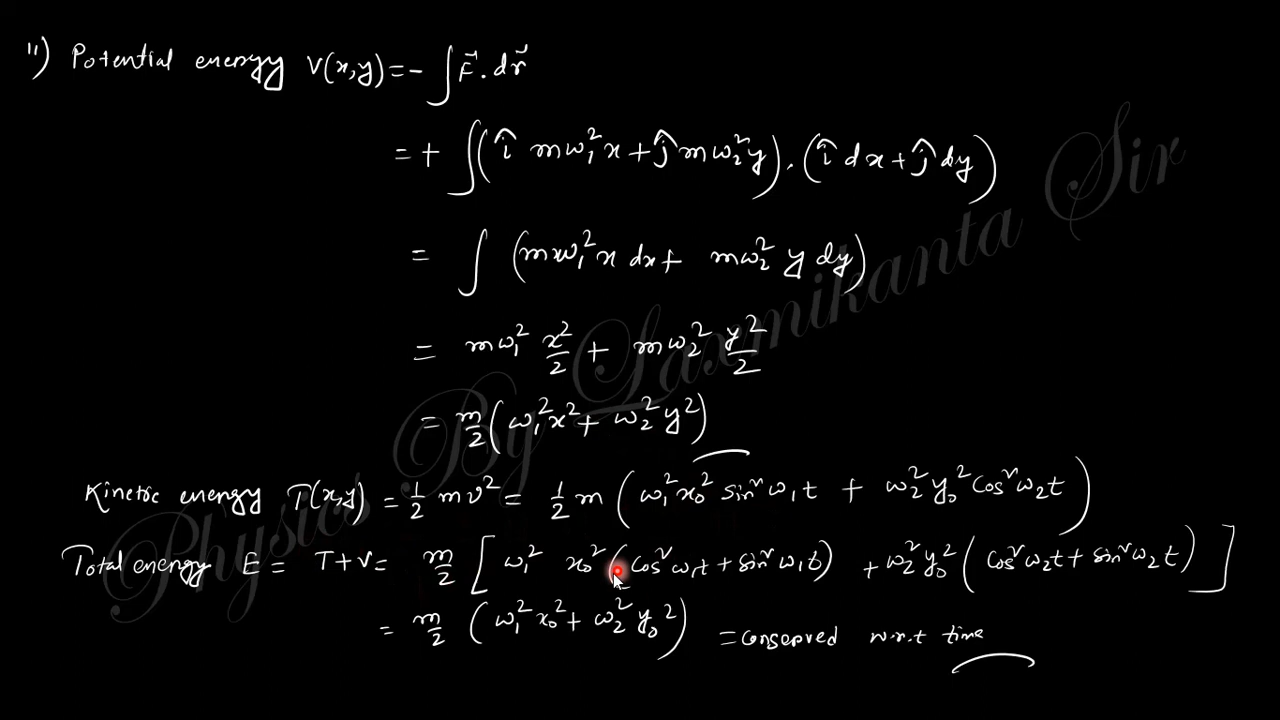 11) Potential energy V(x,y) = - ∫ F⃗ . dr⃗
= + ∫ (î mω₁²x + ĵ mω₂²y) . (î dx + ĵ dy)
= ∫ (mω₁²x dx + mω₂² y dy)
= mω₁² x²/2 + mω₂² y²/2
= m/2 (ω₁²x² + ω₂²y²)
Kinetic energy T(x,y) = 1/2 mv² = 1/2 m (ω₁²x₀² sin²ω₁t + ω₂²y₀² cos²ω₂t)
Total energy E = T+V = m/2 [ω₁² x₀² (cos²ω₁t + sin²ω₁t) + ω₂²y₀² (cos²ω₂t + sin²ω₂t)]
= m/2 (ω₁²x₀² + ω₂²y₀²) = conserved w.r.t time
Physics By Laxmikanta Sir